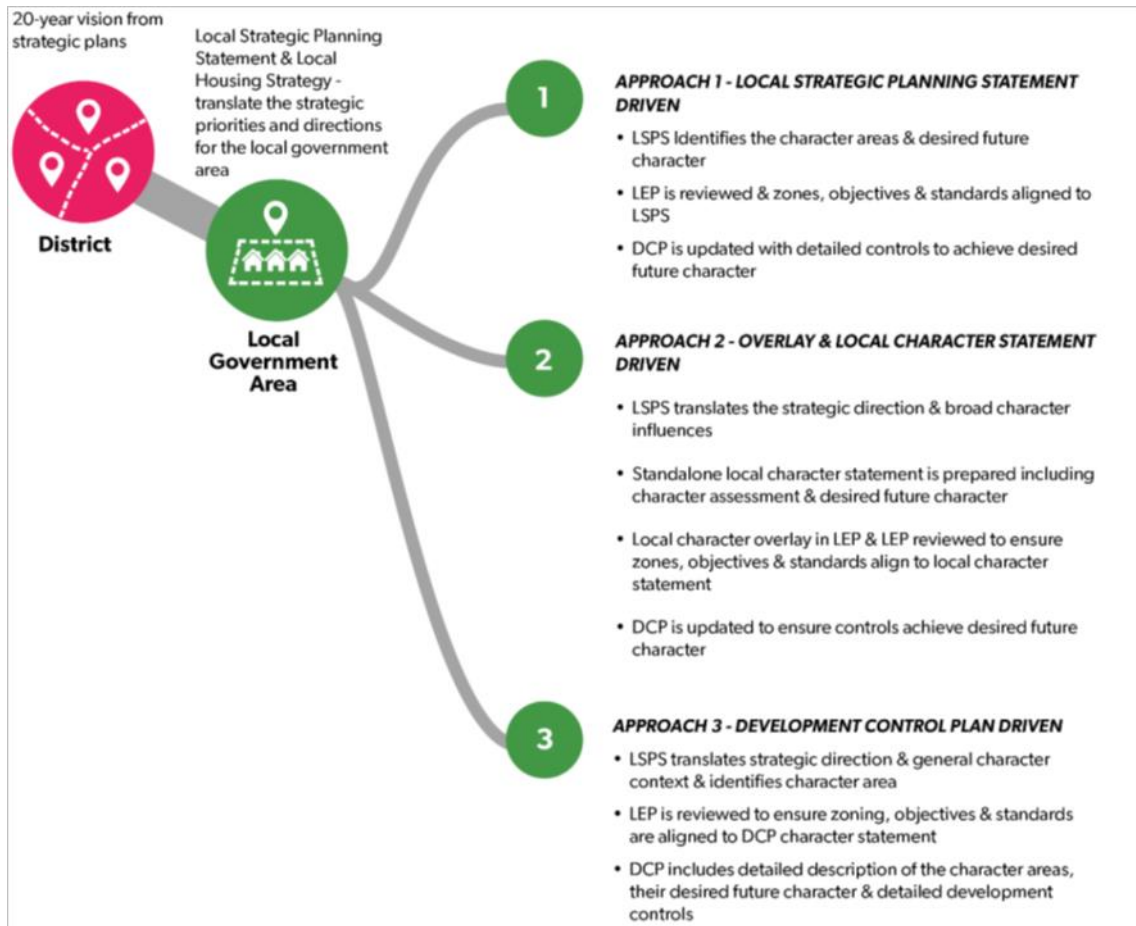 20-year vision from
strategic plans
Local Strategic Planning
Statement & Local
Housing Strategy -
translate the strategic
priorities and directions
for the local government
area
District
Local
Government
Area
1
APPROACH 1 - LOCAL STRATEGIC PLANNING STATEMENT
DRIVEN
• LSPS Identifies the character areas & desired future
character
• LEP is reviewed & zones, objectives & standards aligned to
LSPS
• DCP is updated with detailed controls to achieve desired
future character
2
APPROACH 2 - OVERLAY & LOCAL CHARACTER STATEMENT
DRIVEN
• LSPS translates the strategic direction & broad character
influences
• Standalone local character statement is prepared including
character assessment & desired future character
• Local character overlay in LEP & LEP reviewed to ensure
zones, objectives & standards align to local character
statement
• DCP is updated to ensure controls achieve desired future
character
3
APPROACH 3 - DEVELOPMENT CONTROL PLAN DRIVEN
• LSPS translates strategic direction & general character
context & identifies character area
• LEP is reviewed to ensure zoning, objectives & standards
are aligned to DCP character statement
• DCP includes detailed description of the character areas,
their desired future character & detailed development
controls